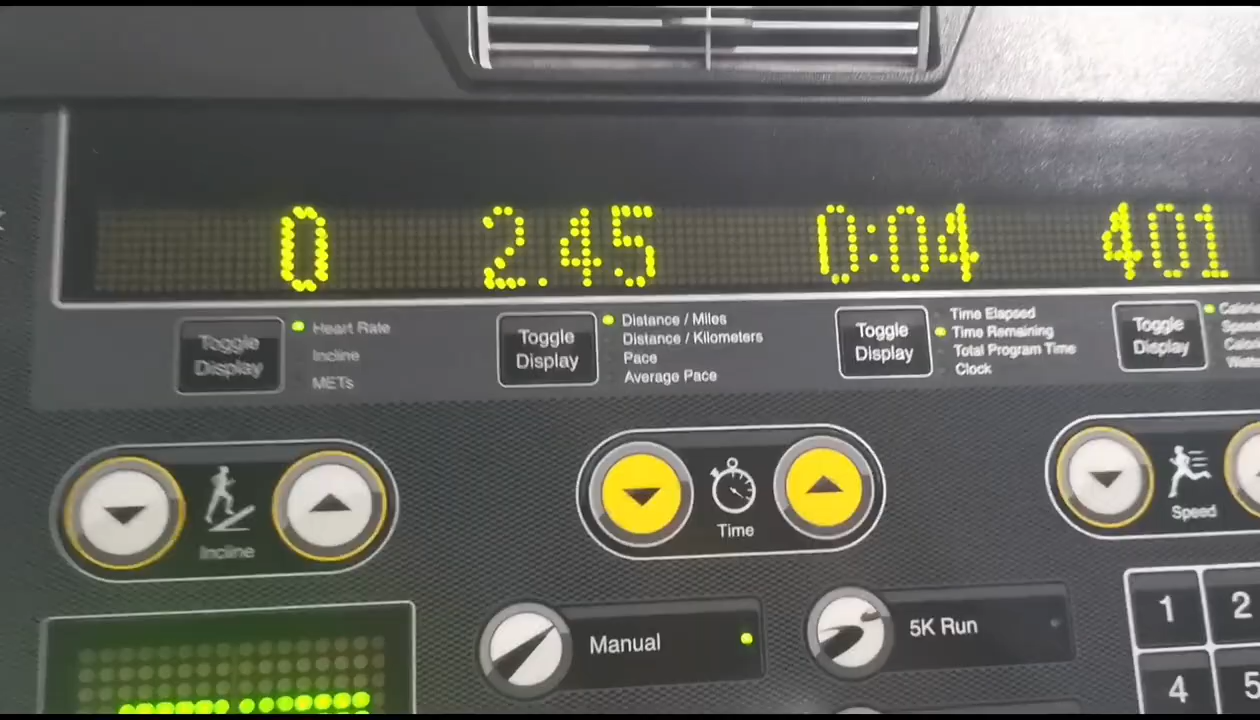 0 2.45 0:04 401
Toggle
Display
Heart Rate
Incline
METs
Toggle
Display
Distance / Miles
Distance / Kilometers
Pace
Average Pace
Toggle
Display
Time Elapsed
Time Remaining
Total Program Time
Clock
Toggle
Display
Incline
Time
Speed
Manual
5K Run
1 2
4 5